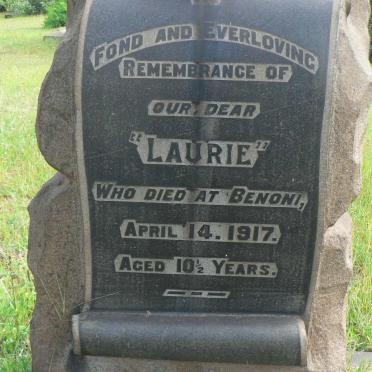 FOND AND EVERLOVING
REMEMBRANCE OF
OUR DEAR
"LAURIE"
WHO DIED AT BENONI,
APRIL 14. 1917.
AGED 10½ YEARS.